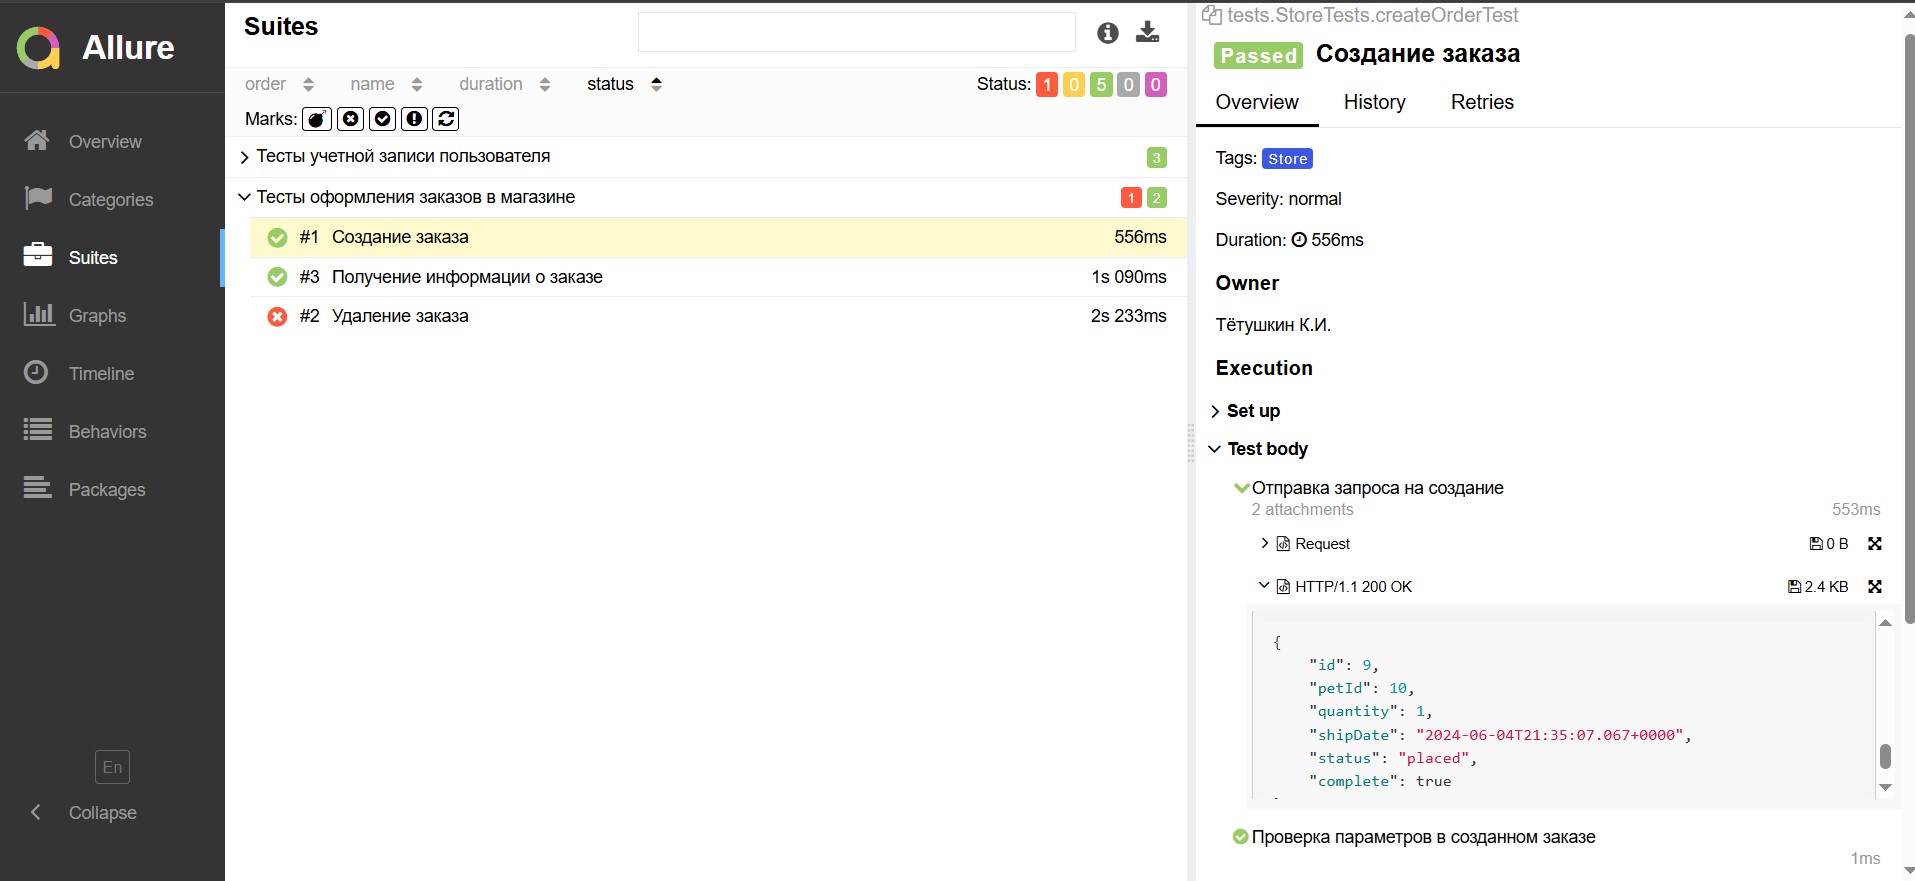 Allure
Overview
Categories
Suites
Graphs
Timeline
Behaviors
Packages
En
Collapse
Suites
order name duration status Status: 1 0 5 0 0
Marks:
Тесты учетной записи пользователя 3
Тесты оформления заказов в магазине 1 2
#1 Создание заказа 556ms
#3 Получение информации о заказе 1s 090ms
#2 Удаление заказа 2s 233ms
tests.StoreTests.createOrderTest
Passed Создание заказа
Overview History Retries
Tags: Store
Severity: normal
Duration: 556ms
Owner
Тётушкин К.И.
Execution
Set up
Test body
Отправка запроса на создание
2 attachments 553ms
Request 0 B
HTTP/1.1 200 OK 2.4 KB
{
"id": 9,
"petId": 10,
"quantity": 1,
"shipDate": "2024-06-04T21:35:07.067+0000",
"status": "placed",
"complete": true
Проверка параметров в созданном заказе
1ms